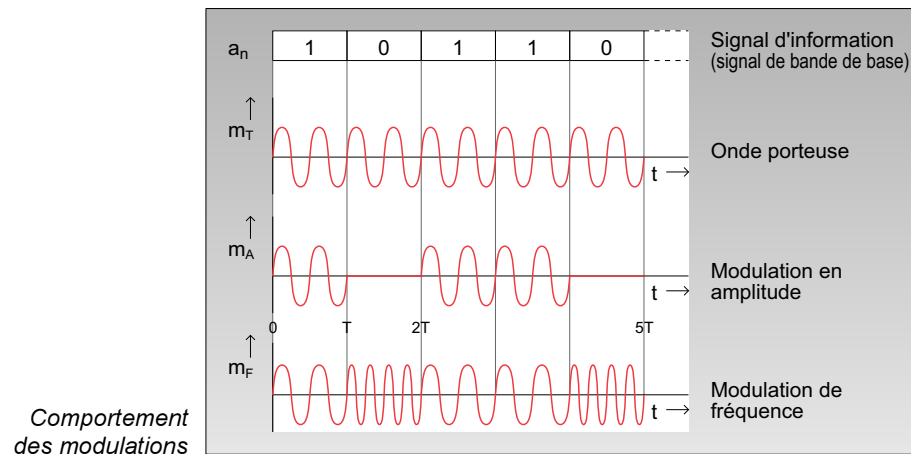 aₙ 1 0 1 1 0 Signal d'information
(signal de bande de base)
m_T
Onde porteuse
t
m_A
Modulation en
amplitude
t
0 T 2T 5T
m_F
Modulation de
fréquence
t
Comportement
des modulations